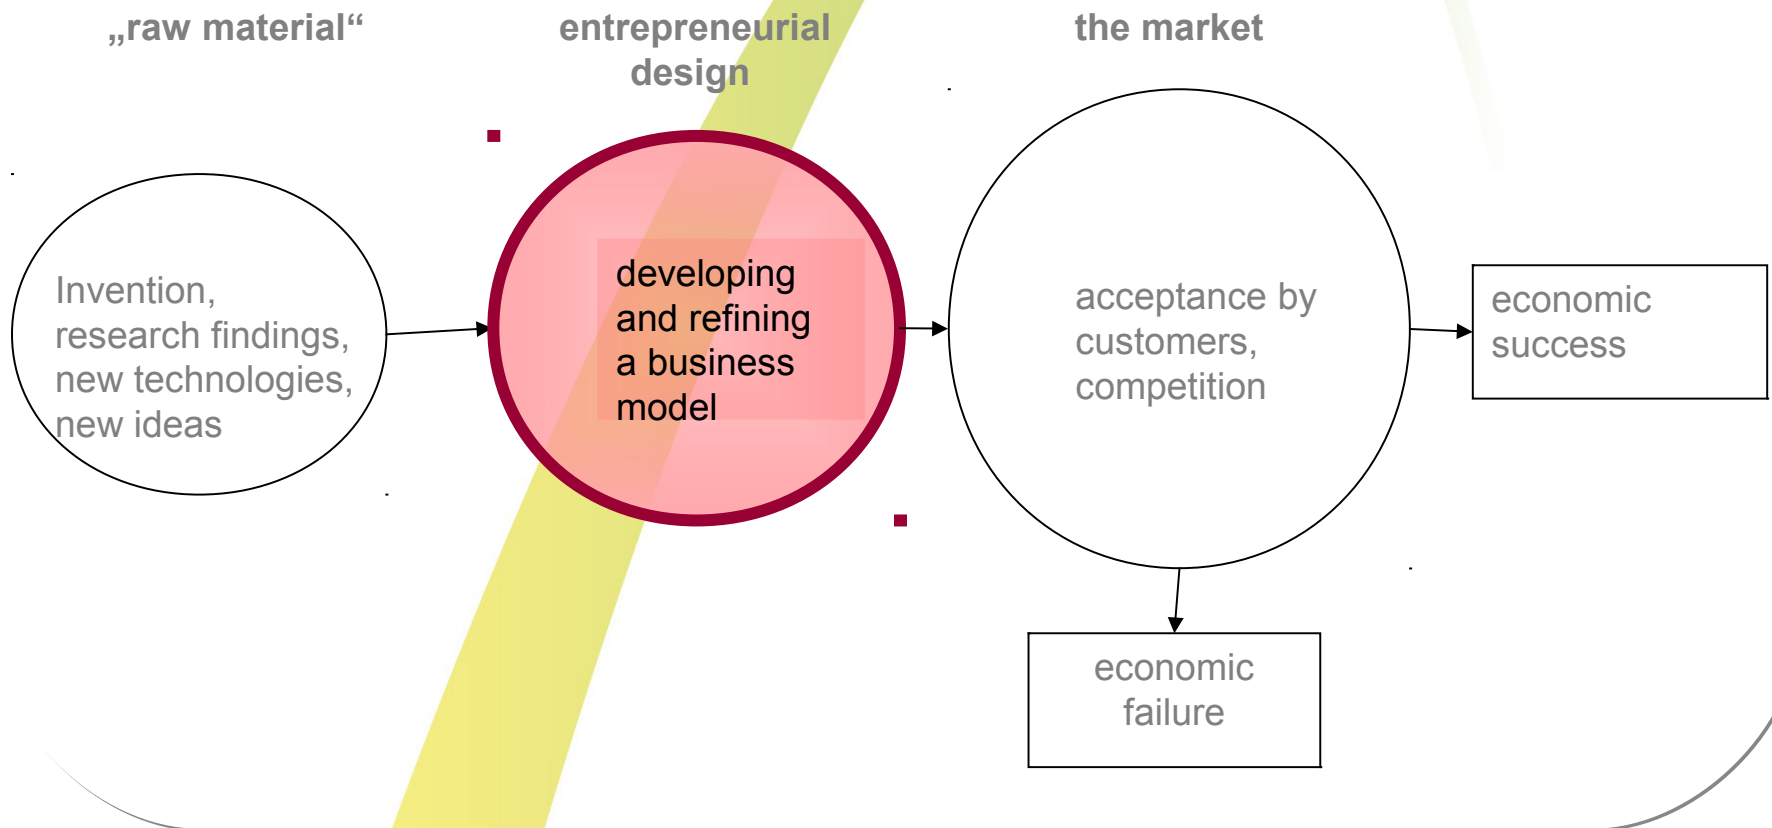 „raw material“
entrepreneurial
design
the market
Invention,
research findings,
new technologies,
new ideas
developing
and refining
a business
model
acceptance by
customers,
competition
economic
success
economic
failure